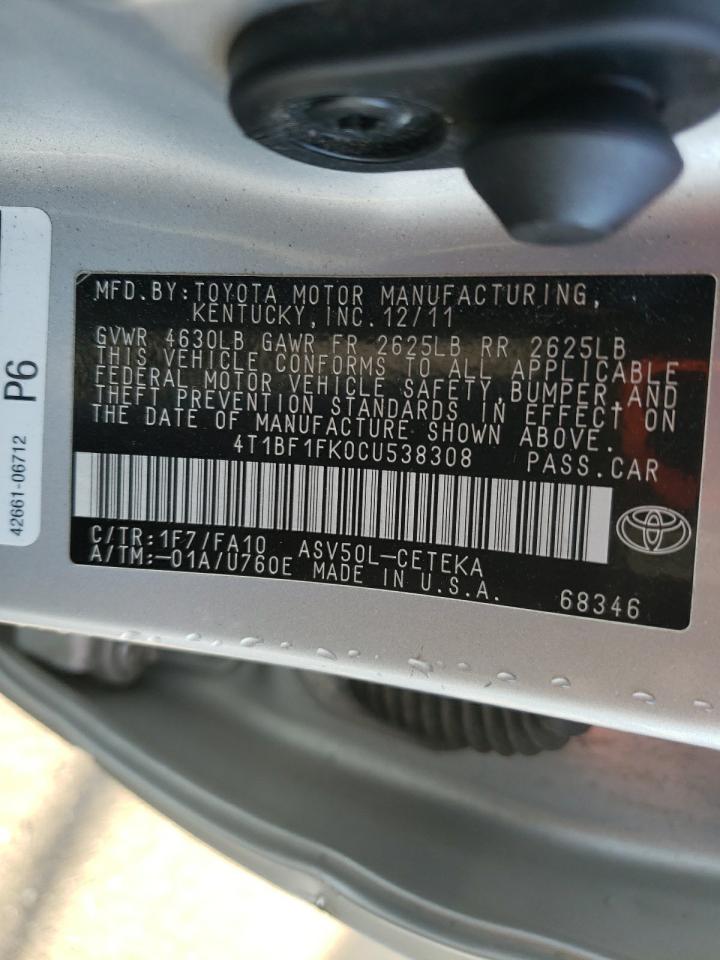 MFD.BY:TOYOTA MOTOR MANUFACTURING,
KENTUCKY, INC. 12/11
GVWR 4630LB GAWR FR 2625LB RR 2625LB
THIS VEHICLE CONFORMS TO ALL APPLICABLE
FEDERAL MOTOR VEHICLE SAFETY, BUMPER AND
THEFT PREVENTION STANDARDS IN EFFECT ON
THE DATE OF MANUFACTURE SHOWN ABOVE.
4T1BF1FK0CU538308 PASS.CAR
C/TR:1F7/FA10 ASV50L-CETEKA
A/TM:-01A/U760E MADE IN U.S.A.
68346
P6
42661-06712